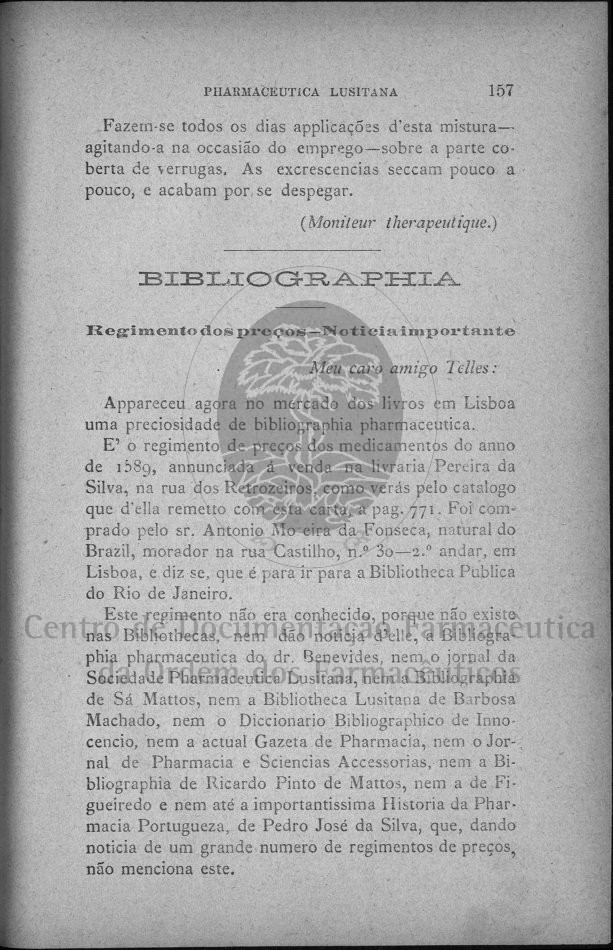 PHARMACEUTICA LUSITANA 157
Fazem-se todos os dias applicações d'esta mistura—
agitando-a na occasião do emprego—sobre a parte co-
berta de verrugas. As excrescencias seccam pouco a
pouco, e acabam por se despegar.
(Moniteur therapeutique.)
BIBLIOGRAPHIA
Regimento dos preços—Noticia importante
Meu caro amigo Telles:
Appareceu agora no mercado dos livros em Lisboa
uma preciosidade de bibliographia pharmaceutica.
E' o regimento de preços dos medicamentos do anno
de 1589, annunciada á venda na livraria Pereira da
Silva, na rua dos Retrozeiros, como verás pelo catalogo
que d'ella remetto com esta carta, a pag. 771. Foi com-
prado pelo sr. Antonio Mo eira da Fonseca, natural do
Brazil, morador na rua Castilho, n.º 30—2.º andar, em
Lisboa, e diz se, que é para ir para a Bibliotheca Publica
do Rio de Janeiro.
Este regimento não era conhecido, porque não existe
nas Bibliothecas, nem dão noticia d'elle, a Bibliogra-
phia pharmaceutica do dr. Benevides, nem o jornal da
Sociedade Pharmaceutica Lusitana, nem a Bibliographia
de Sá Mattos, nem a Bibliotheca Lusitana de Barbosa
Machado, nem o Diccionario Bibliographico de Inno-
cencio, nem a actual Gazeta de Pharmacia, nem o Jor-
nal de Pharmacia e Sciencias Accessorias, nem a Bi-
bliographia de Ricardo Pinto de Mattos, nem a de Fi-
gueiredo e nem até a importantissima Historia da Phar-
macia Portugueza, de Pedro José da Silva, que, dando
noticia de um grande numero de regimentos de preços,
não menciona este.
Centro de Documentação Farmacêutica
da Ordem dos Farmacêuticos